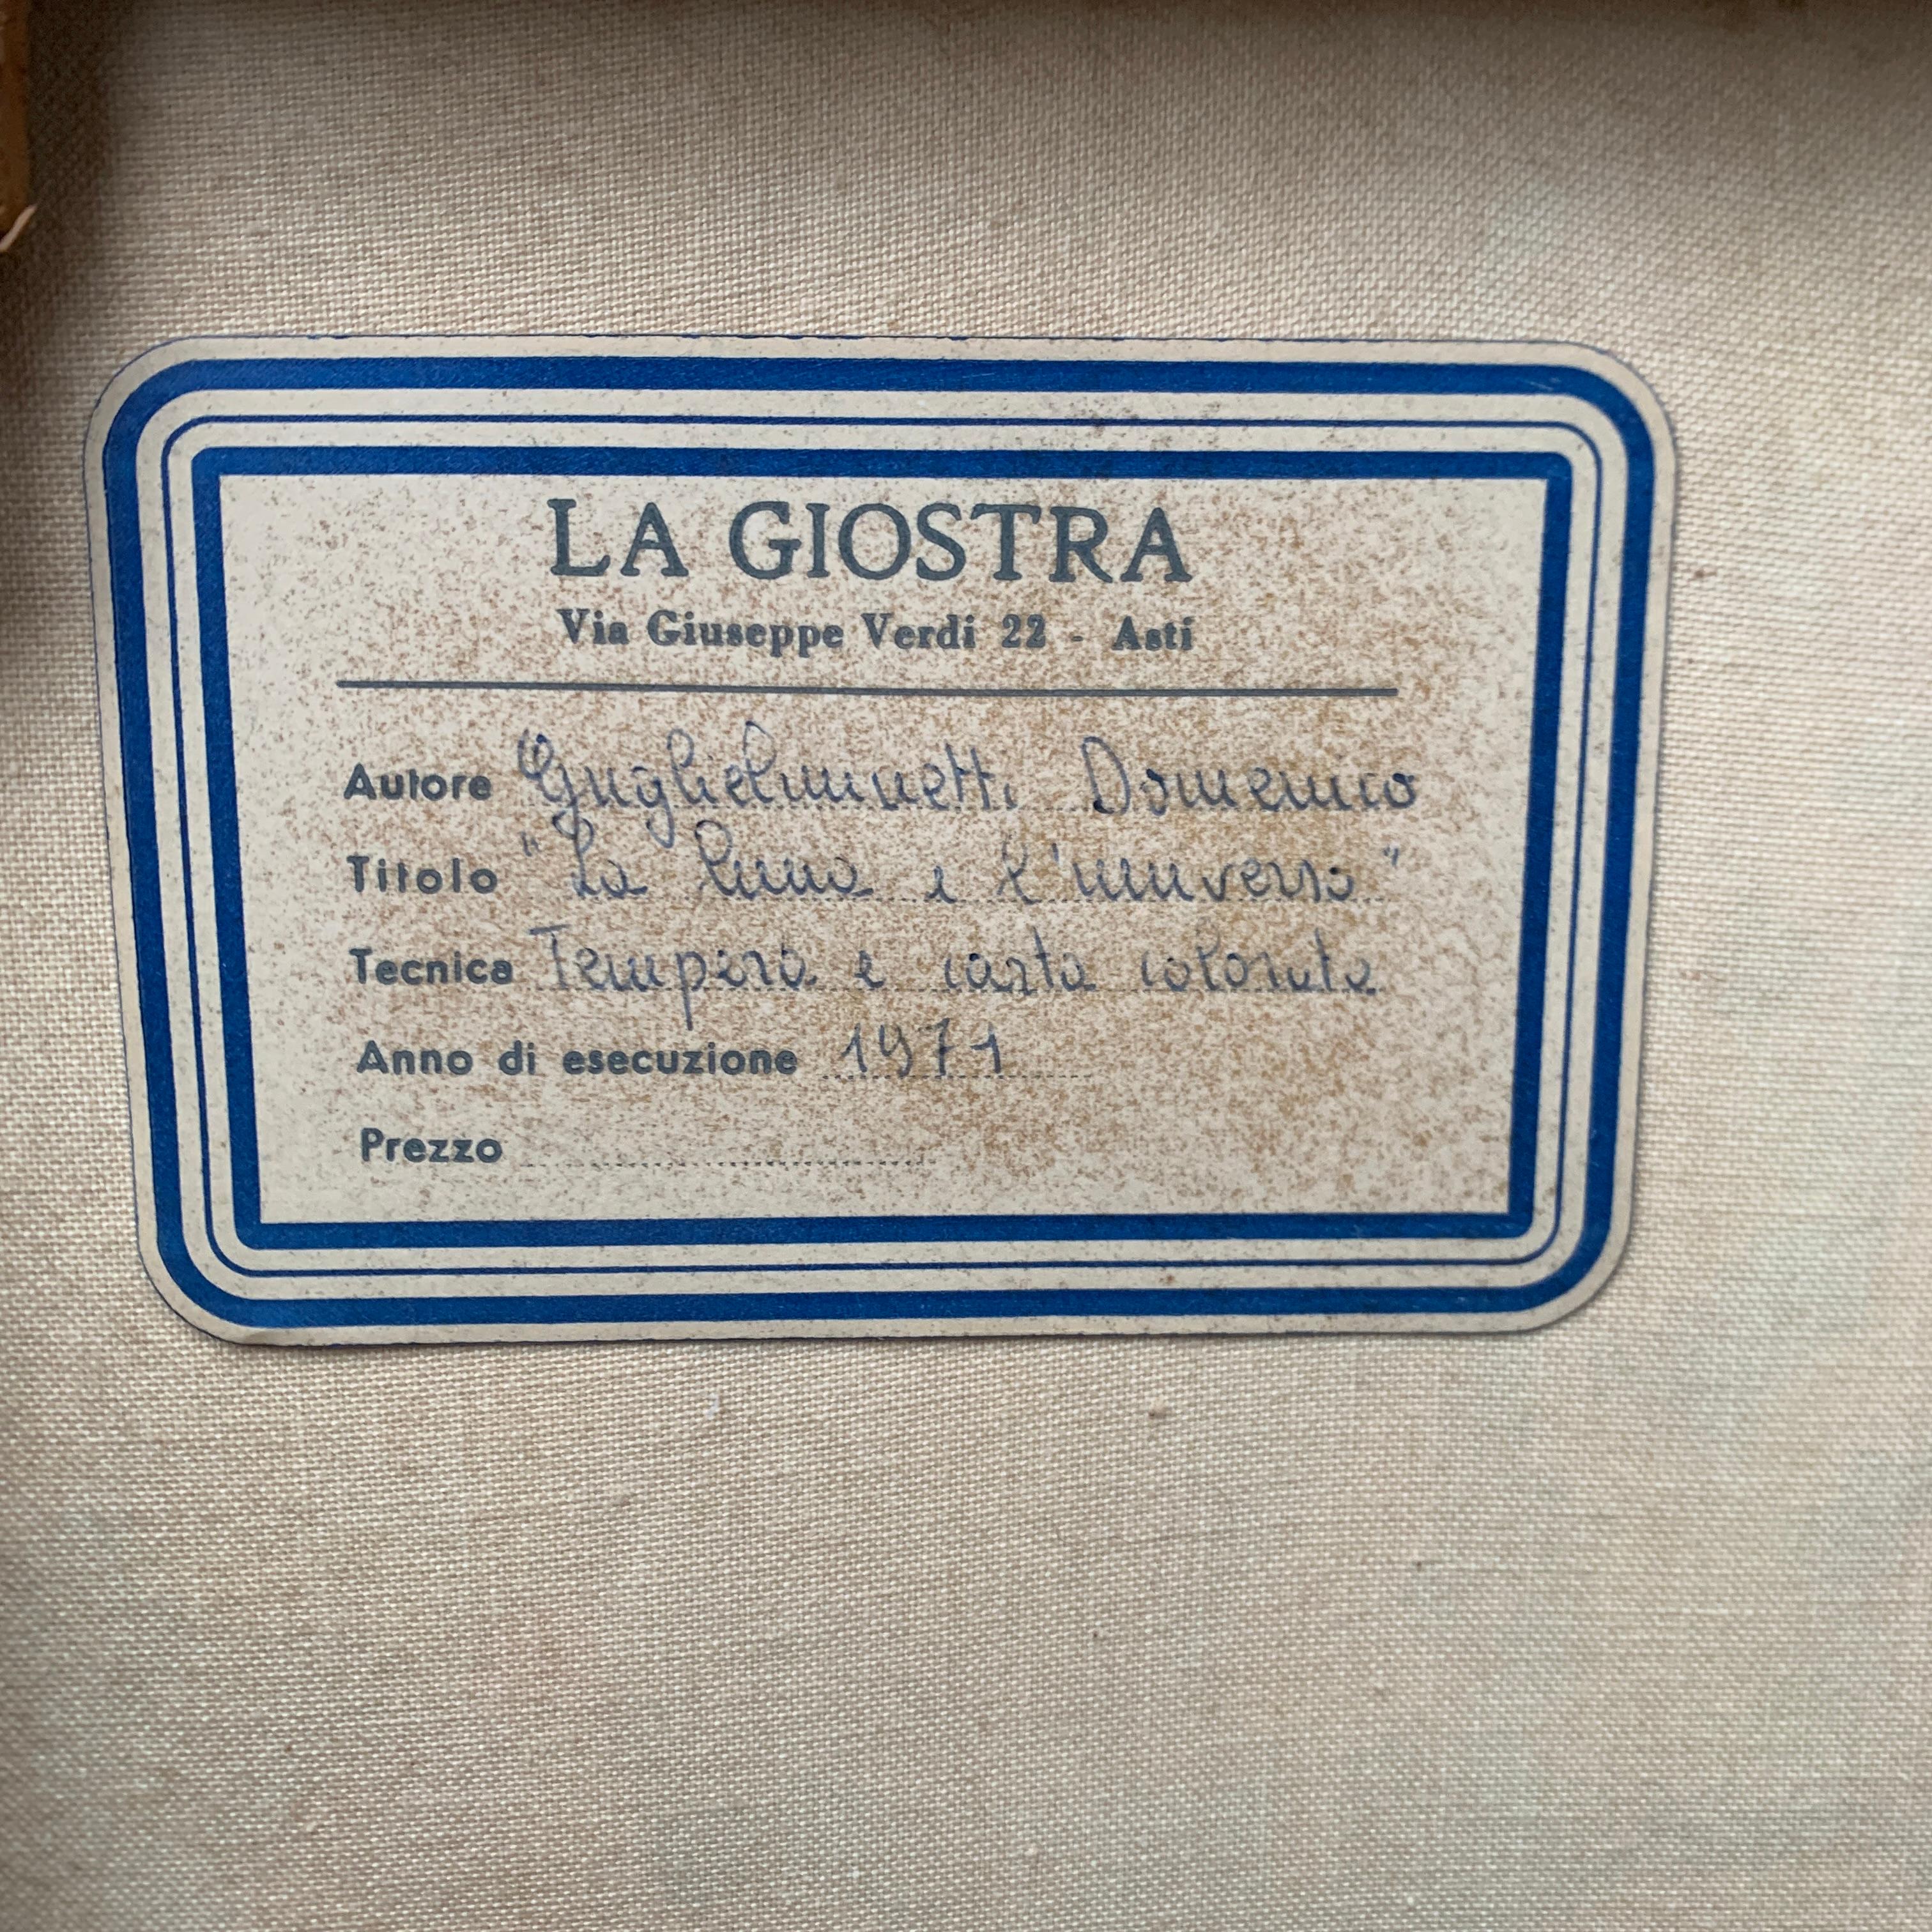 LA GIOSTRA
Via Giuseppe Verdi 22 - Asti
Autore Guglielminetti Domenico
Titolo "La luna e l'universo"
Tecnica Tempera e carta colorata
Anno di esecuzione 1971
Prezzo